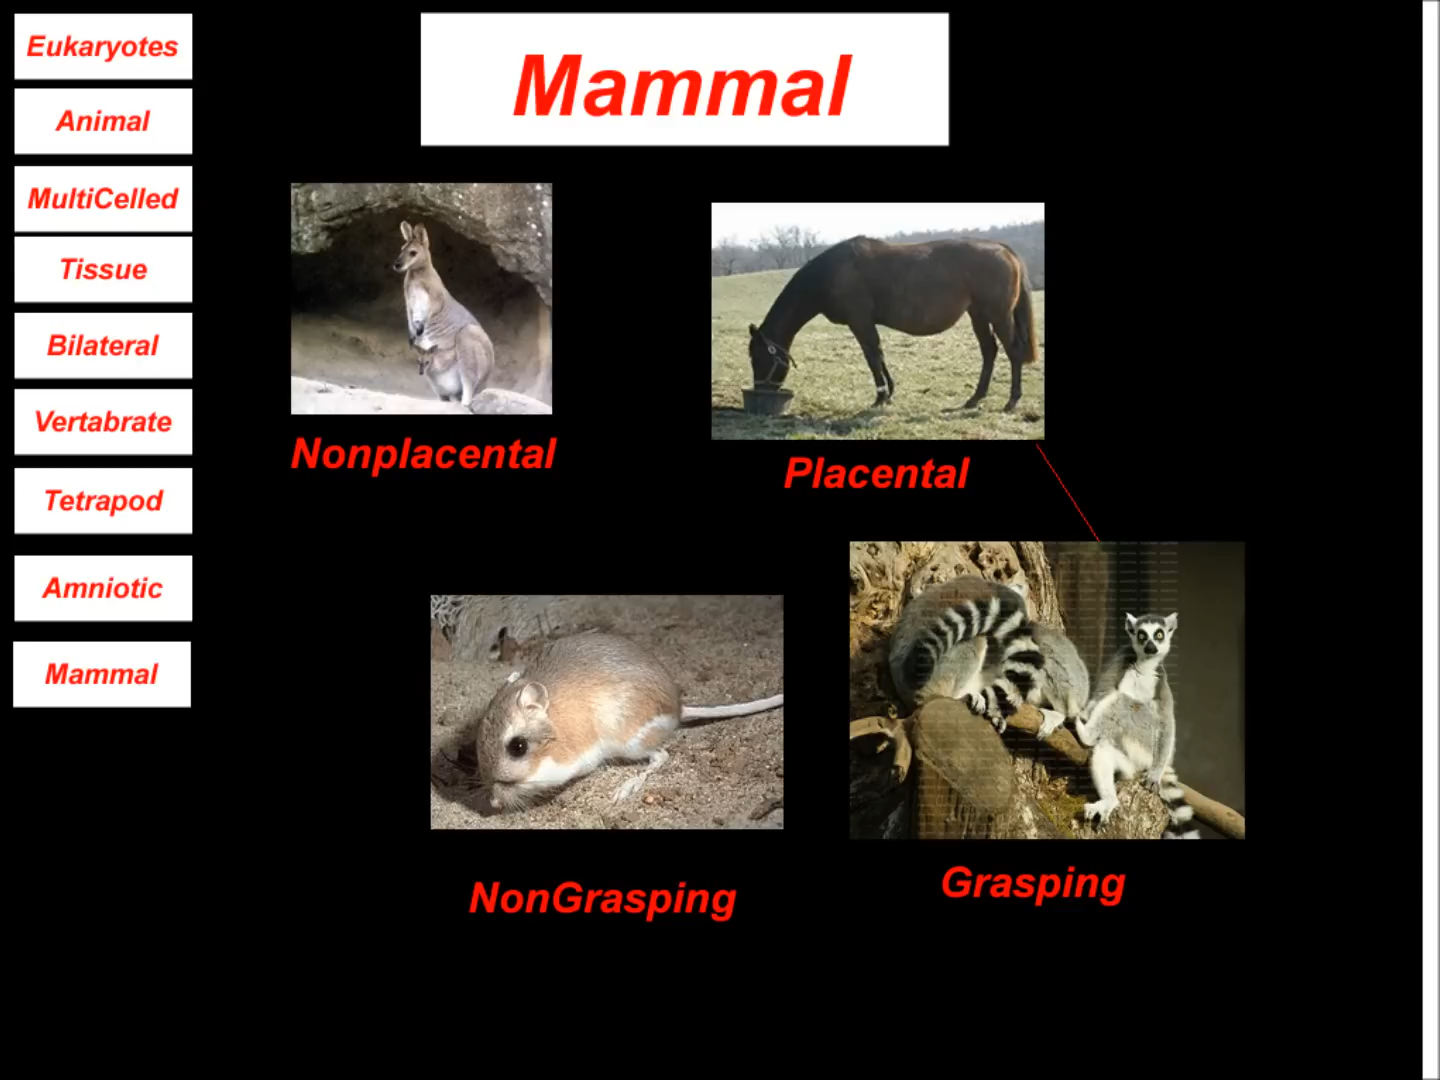 Eukaryotes
Animal
MultiCelled
Tissue
Bilateral
Vertabrate
Tetrapod
Amniotic
Mammal
Mammal
Nonplacental
Placental
NonGrasping
Grasping